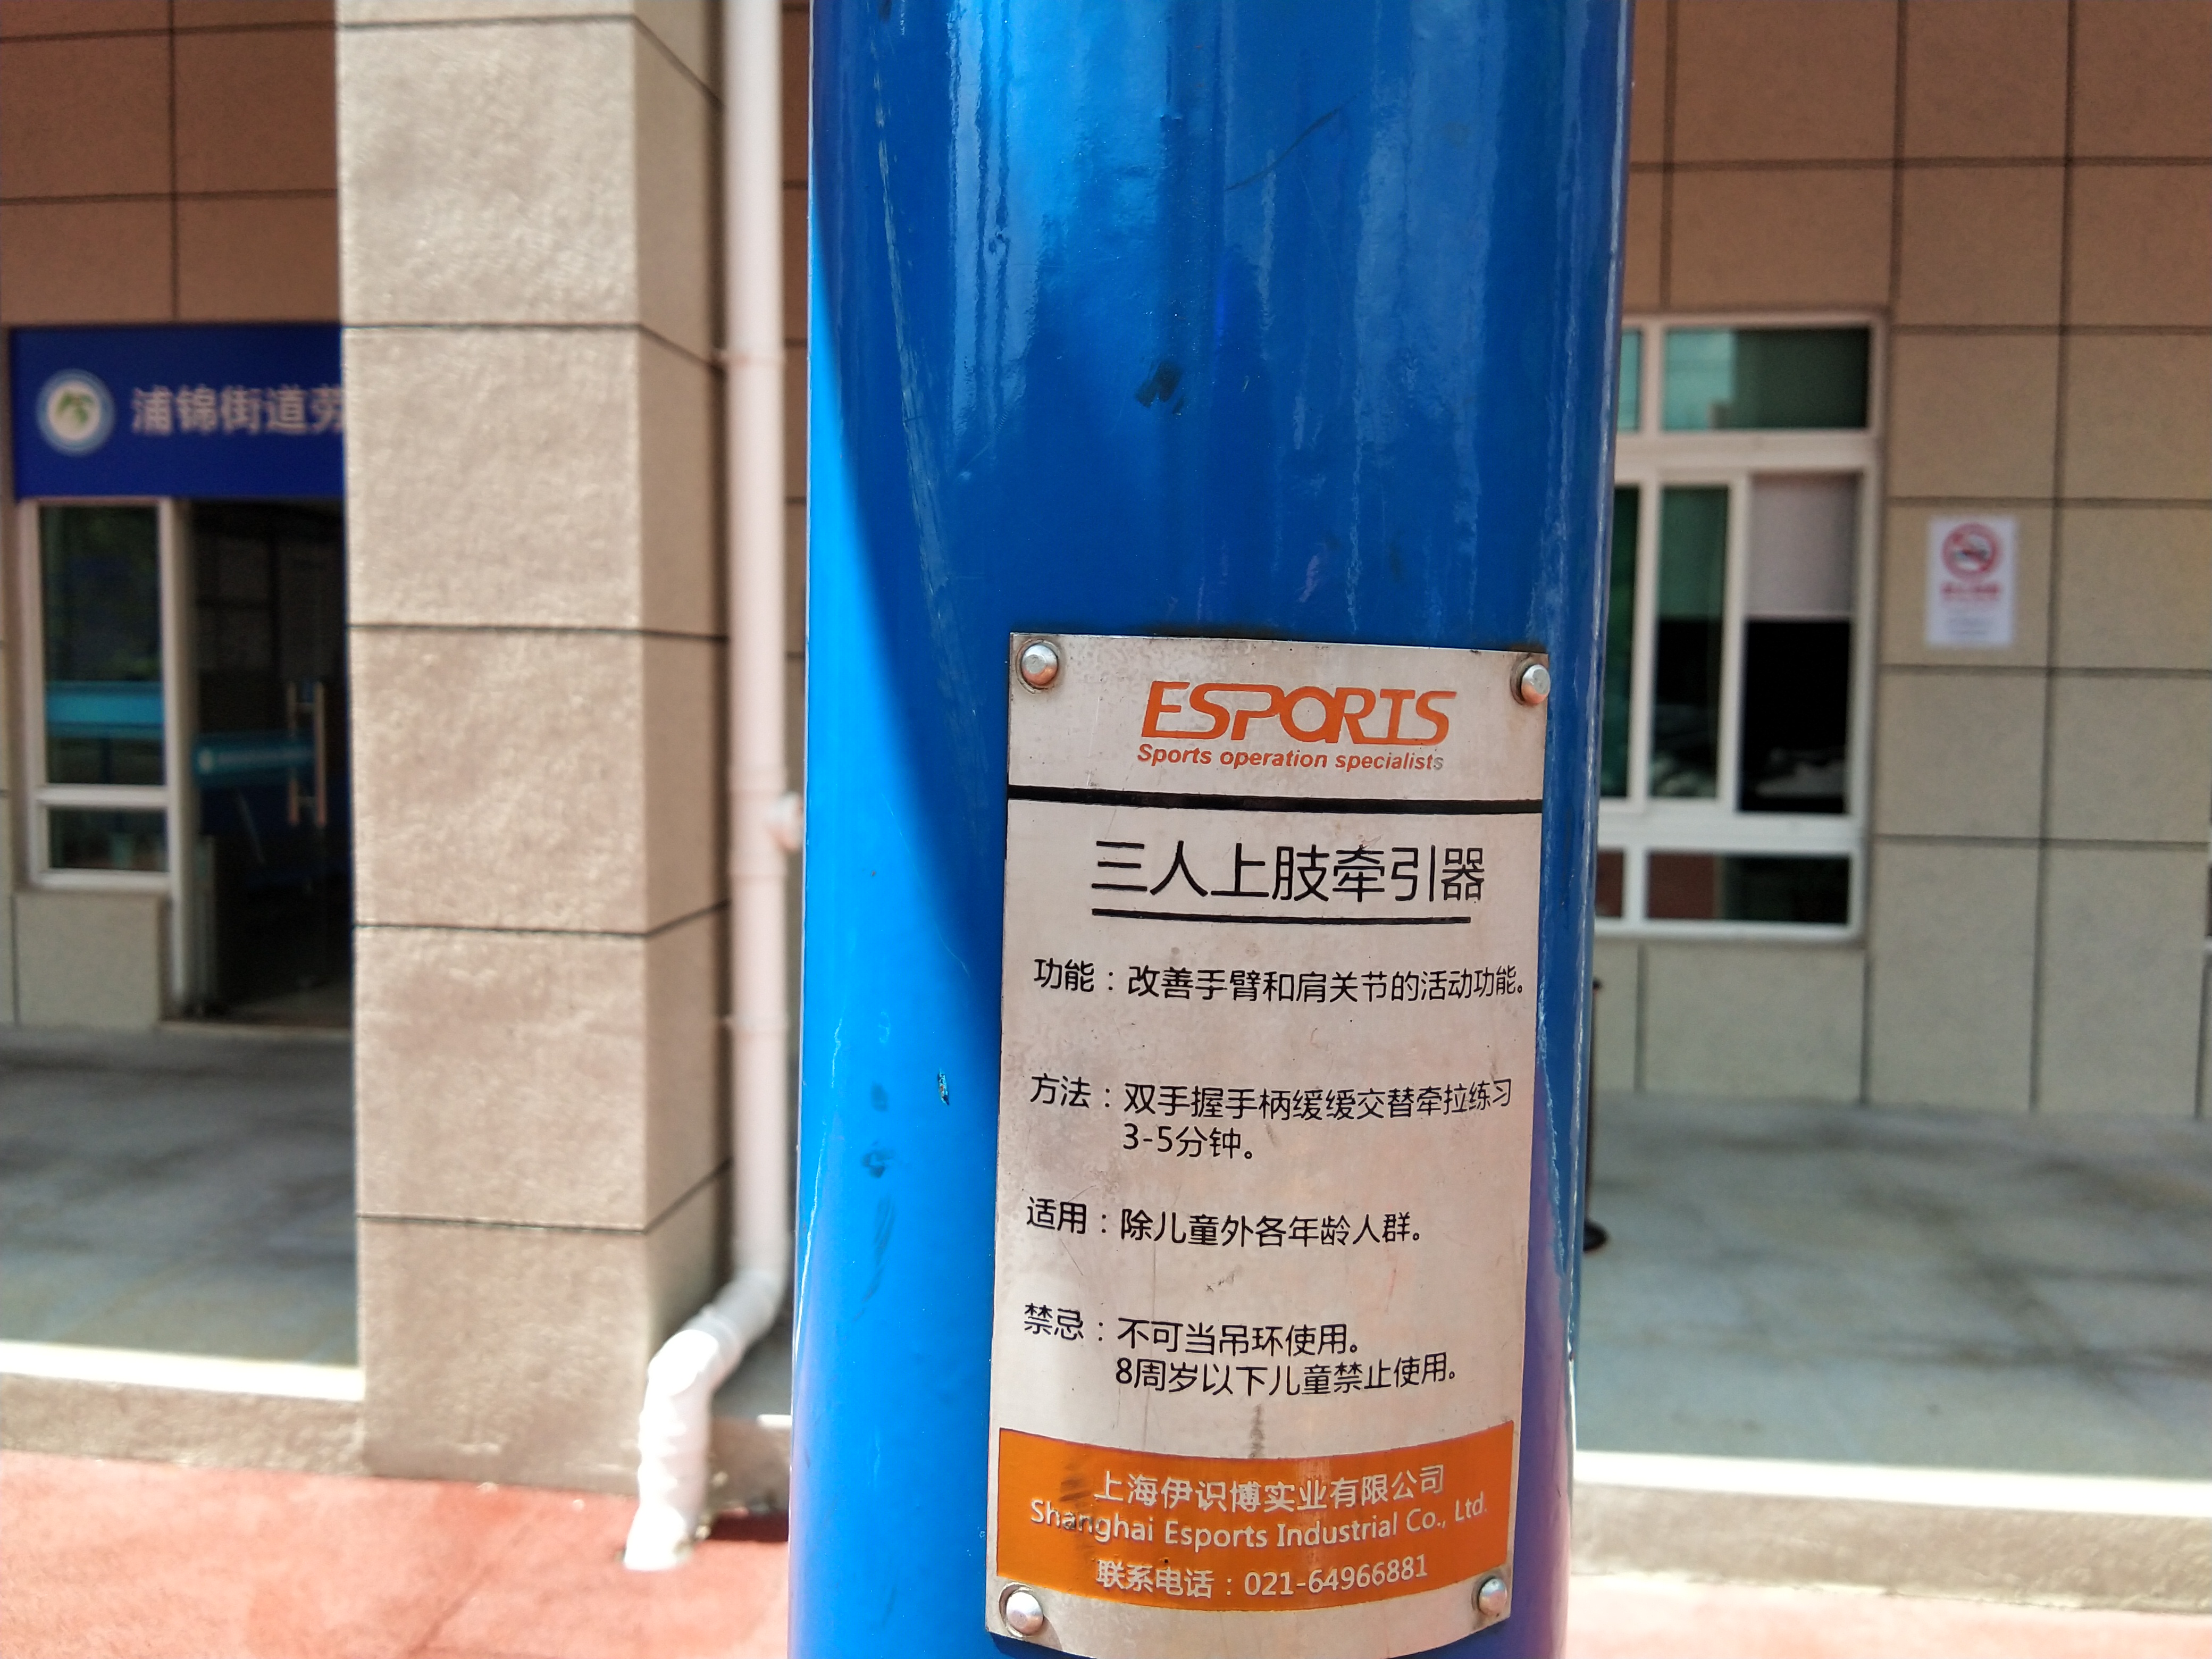 浦锦街道劳
ESPORTS
Sports operation specialists
三人上肢牵引器
功能：改善手臂和肩关节的活动功能。
方法：双手握手柄缓缓交替牵拉练习
3-5分钟。
适用：除儿童外各年龄人群。
禁忌：不可当吊环使用。
8周岁以下儿童禁止使用。
上海伊识博实业有限公司
Shanghai Esports Industrial Co., Ltd.
联系电话：021-64966881